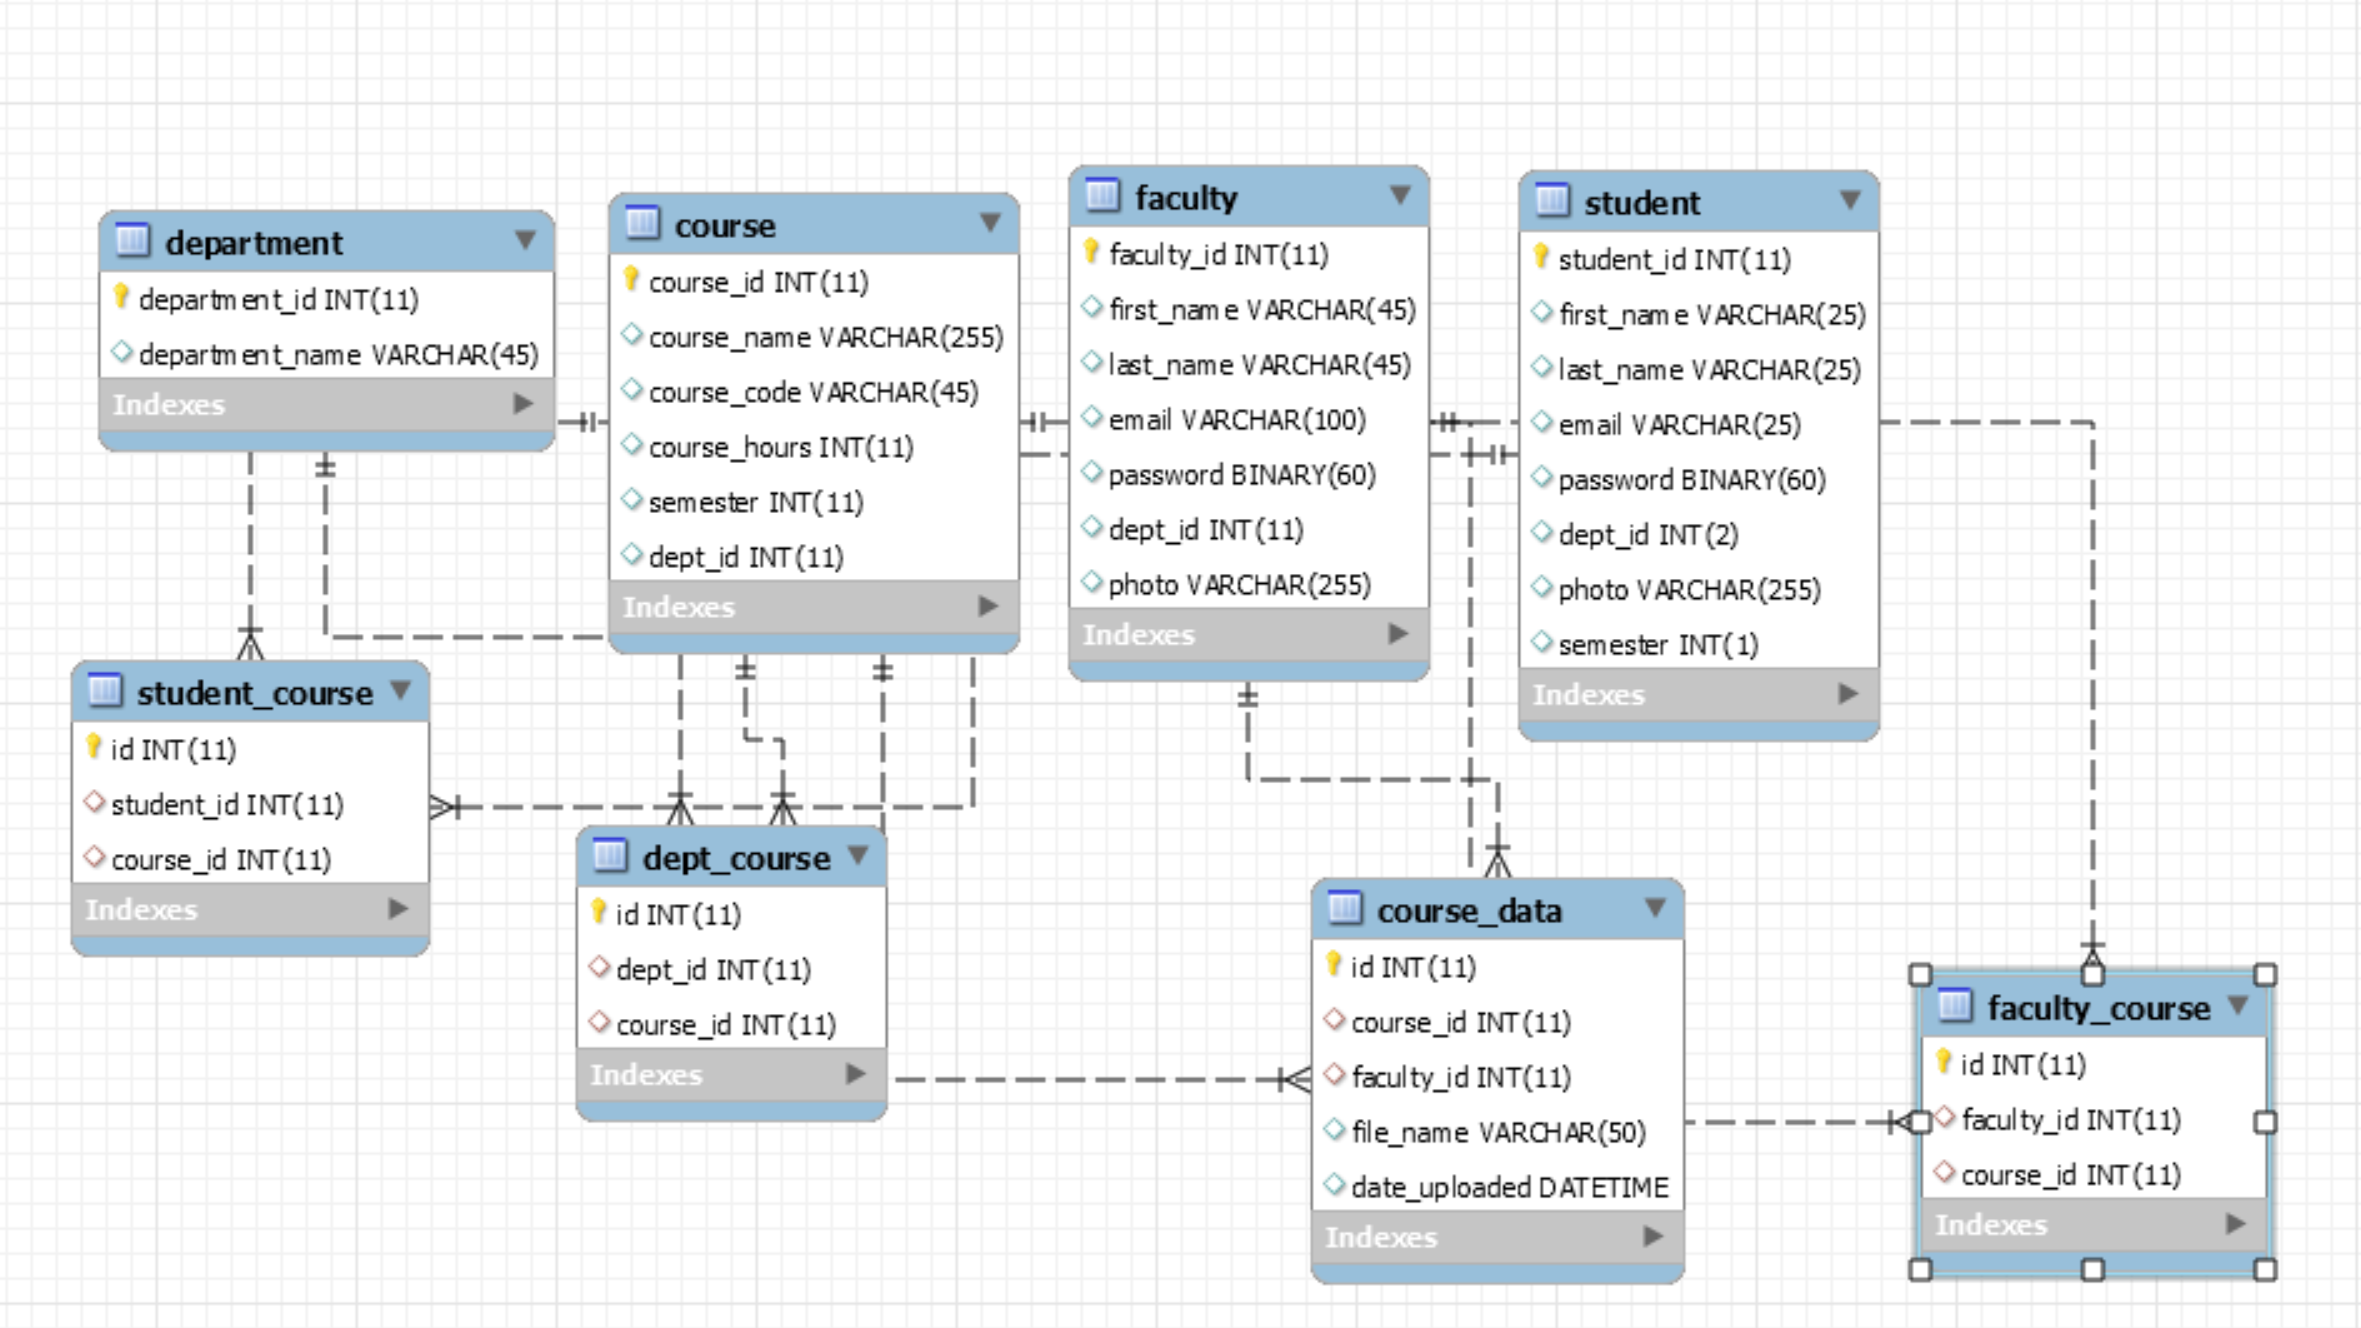 department
department_id INT(11)
department_name VARCHAR(45)
Indexes
course
course_id INT(11)
course_name VARCHAR(255)
course_code VARCHAR(45)
course_hours INT(11)
semester INT(11)
dept_id INT(11)
Indexes
faculty
faculty_id INT(11)
first_name VARCHAR(45)
last_name VARCHAR(45)
email VARCHAR(100)
password BINARY(60)
dept_id INT(11)
photo VARCHAR(255)
Indexes
student
student_id INT(11)
first_name VARCHAR(25)
last_name VARCHAR(25)
email VARCHAR(25)
password BINARY(60)
dept_id INT(2)
photo VARCHAR(255)
semester INT(1)
Indexes
student_course
id INT(11)
student_id INT(11)
course_id INT(11)
Indexes
dept_course
id INT(11)
dept_id INT(11)
course_id INT(11)
Indexes
course_data
id INT(11)
course_id INT(11)
faculty_id INT(11)
file_name VARCHAR(50)
date_uploaded DATETIME
Indexes
faculty_course
id INT(11)
faculty_id INT(11)
course_id INT(11)
Indexes